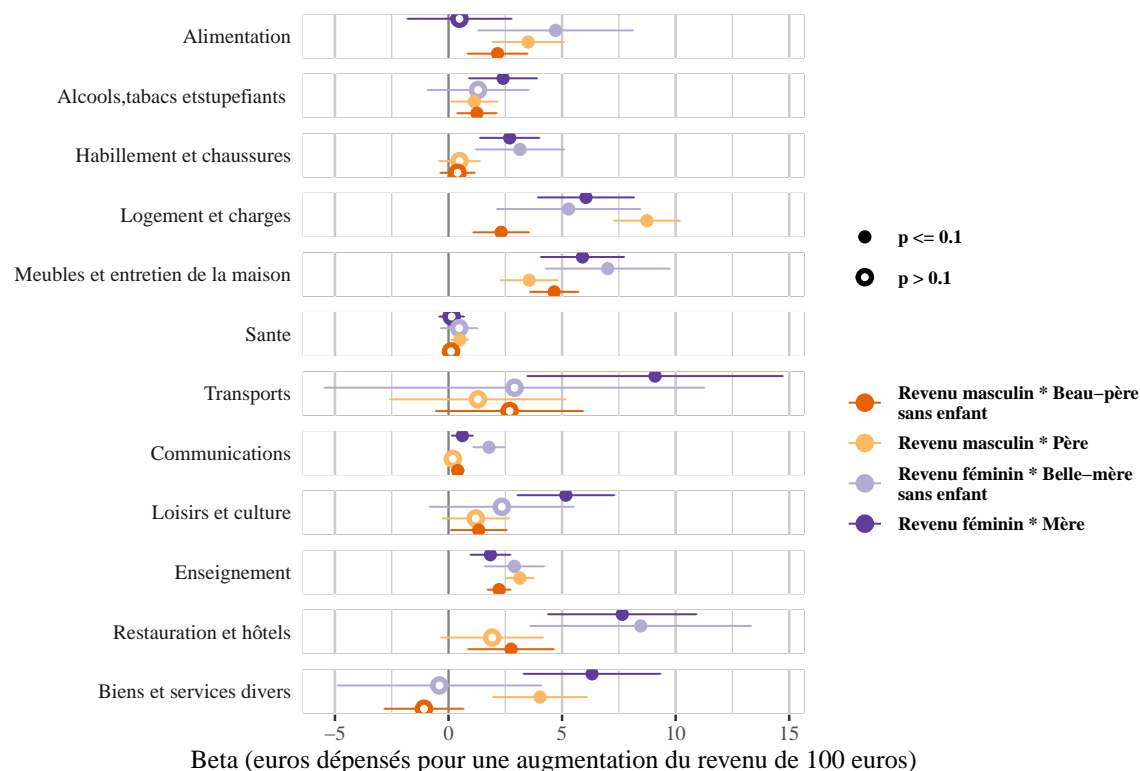 Alimentation
Alcools,tabacs etstupefiants
Habillement et chaussures
Logement et charges
Meubles et entretien de la maison
Sante
Transports
Communications
Loisirs et culture
Enseignement
Restauration et hôtels
Biens et services divers
−5 0 5 10 15
Beta (euros dépensés pour une augmentation du revenu de 100 euros)
p <= 0.1
p > 0.1
Revenu masculin * Beau−père
sans enfant
Revenu masculin * Père
Revenu féminin * Belle−mère
sans enfant
Revenu féminin * Mère